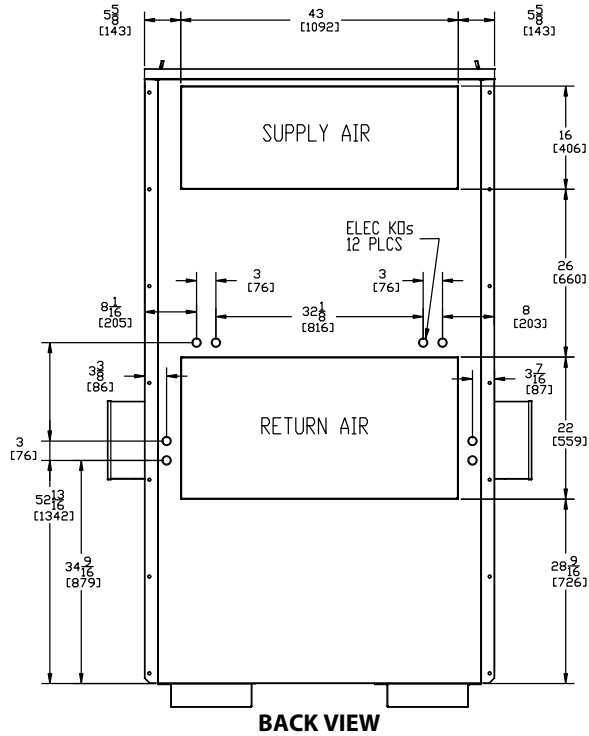 5 5/8 43 5 5/8
[143] [1092] [143]
SUPPLY AIR
16
[406]
ELEC KOs
12 PLCS
26
[660]
3 3
[76] [76]
8 1/16 32 1/8 8
[205] [816] [203]
3 3/8 3 7/16
[86] [87]
RETURN AIR
22
[559]
3
[76]
52 13/16
[1342]
34 9/16
[879]
28 9/16
[726]
BACK VIEW